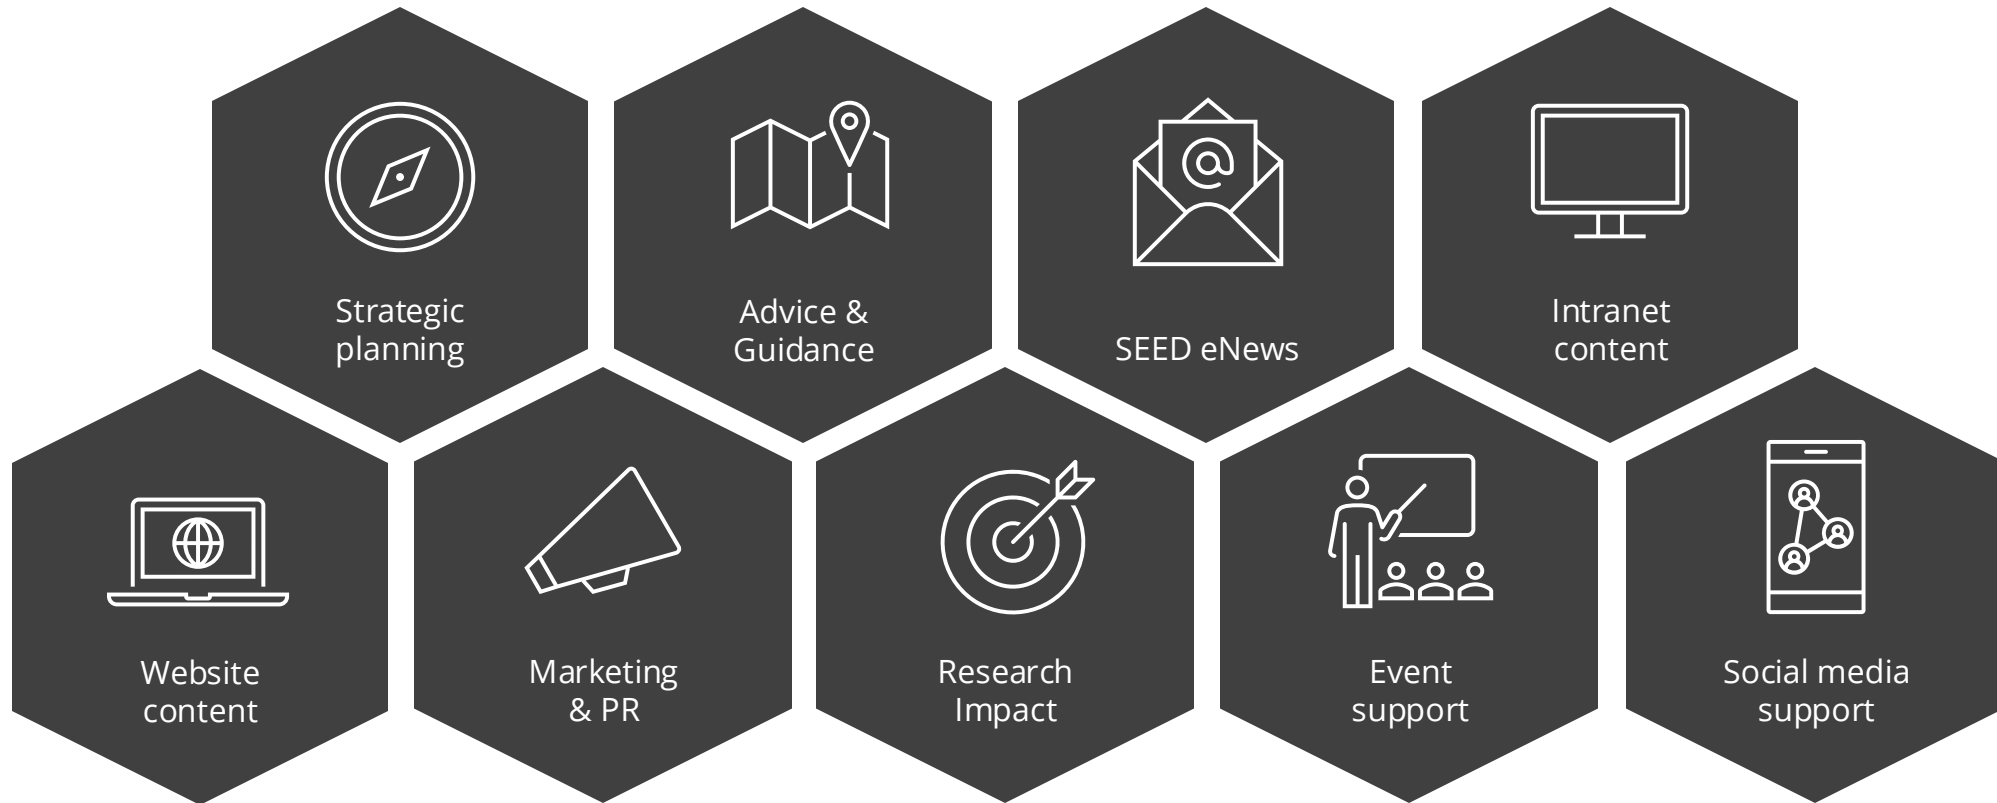 Strategic
planning
Advice &
Guidance
SEED eNews
Intranet
content
Website
content
Marketing
& PR
Research
Impact
Event
support
Social media
support